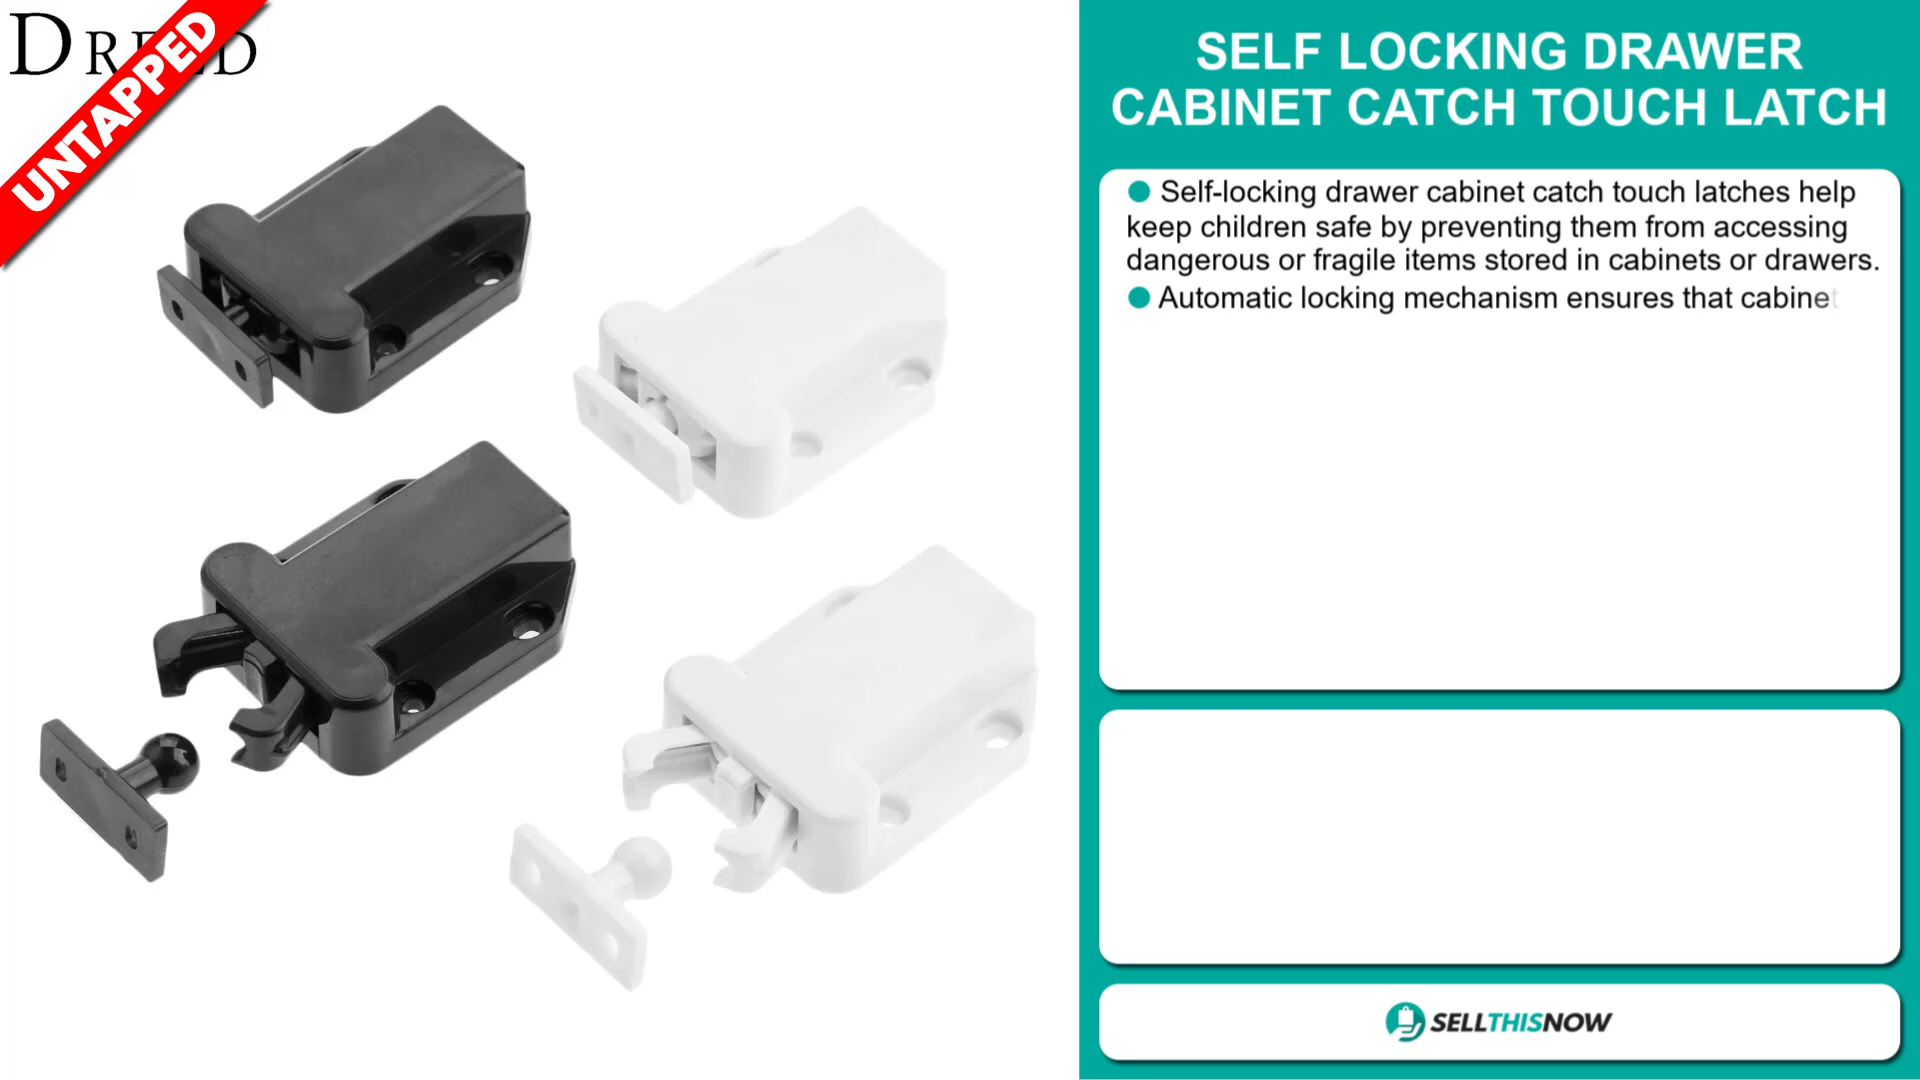 UNTAPPED
SELF LOCKING DRAWER
CABINET CATCH TOUCH LATCH
● Self-locking drawer cabinet catch touch latches help
keep children safe by preventing them from accessing
dangerous or fragile items stored in cabinets or drawers.
● Automatic locking mechanism ensures that cabinet
SELLTHISNOW